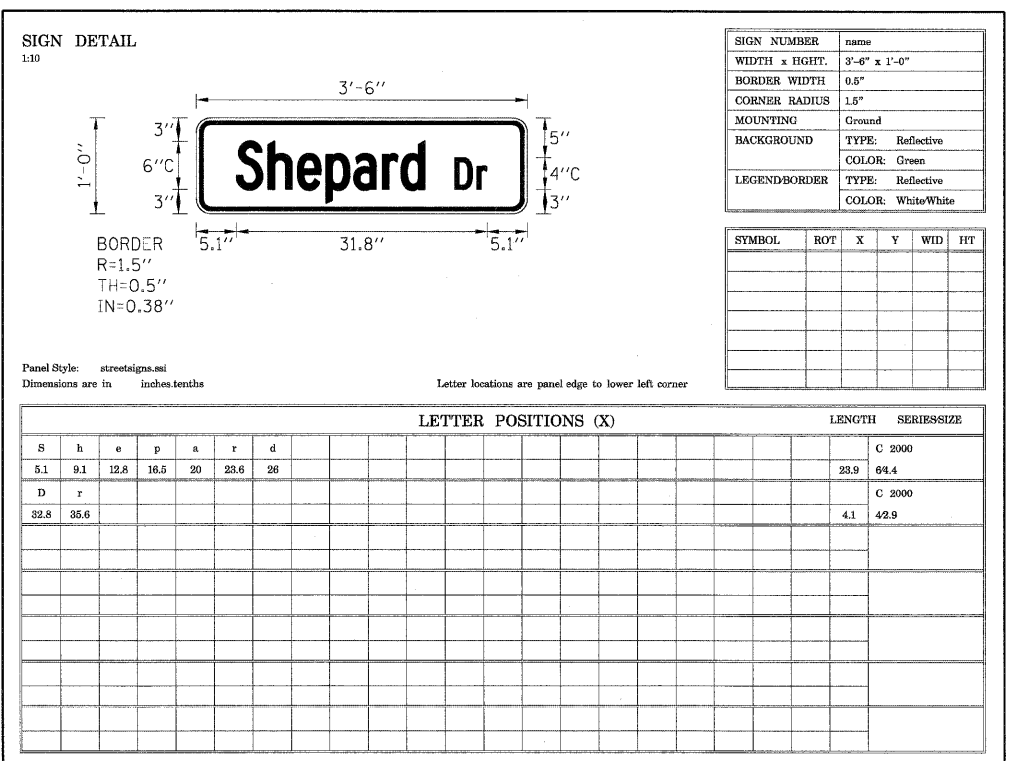 SIGN DETAIL
1:10
3'-6"
1'-0"
3"
6"C
3"
Shepard Dr
5"
4"C
3"
5.1" 31.8" 5.1"
BORDER
R=1.5"
TH=0.5"
IN=0.38"
Panel Style: streetsigns.ssi
Dimensions are in inches.tenths
Letter locations are panel edge to lower left corner
SIGN NUMBER name
WIDTH x HGHT. 3'-6" x 1'-0"
BORDER WIDTH 0.5"
CORNER RADIUS 1.5"
MOUNTING Ground
BACKGROUND TYPE: Reflective
COLOR: Green
LEGEND/BORDER TYPE: Reflective
COLOR: White/White
SYMBOL ROT X Y WID HT
LETTER POSITIONS (X) LENGTH SERIES/SIZE
S h e p a r d C 2000
5.1 9.1 12.8 16.5 20 23.6 26 23.9 6/4.4
D r C 2000
32.8 35.6 4.1 4/2.9